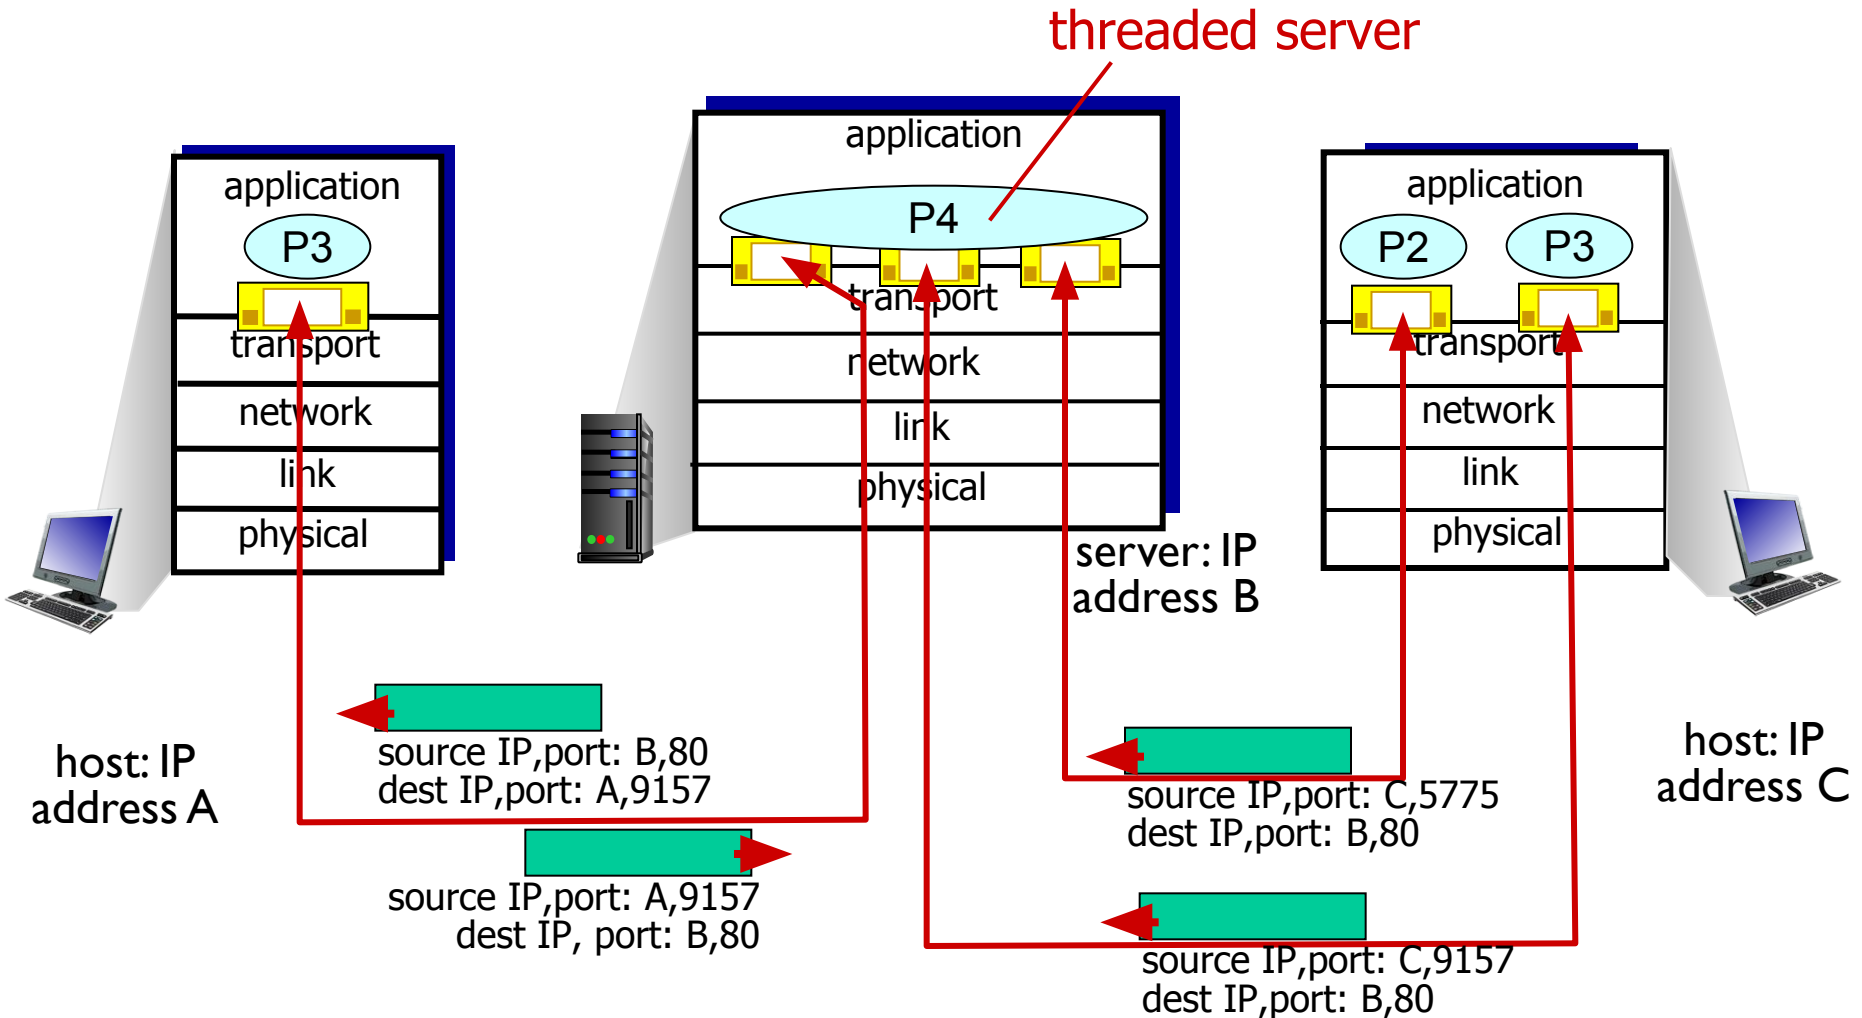 threaded server
application
P3
transport
network
link
physical
application
P4
transport
network
link
physical
application
P2 P3
transport
network
link
physical
server: IP
address B
host: IP
address A
source IP,port: B,80
dest IP,port: A,9157
source IP,port: A,9157
dest IP, port: B,80
source IP,port: C,5775
dest IP,port: B,80
source IP,port: C,9157
dest IP,port: B,80
host: IP
address C